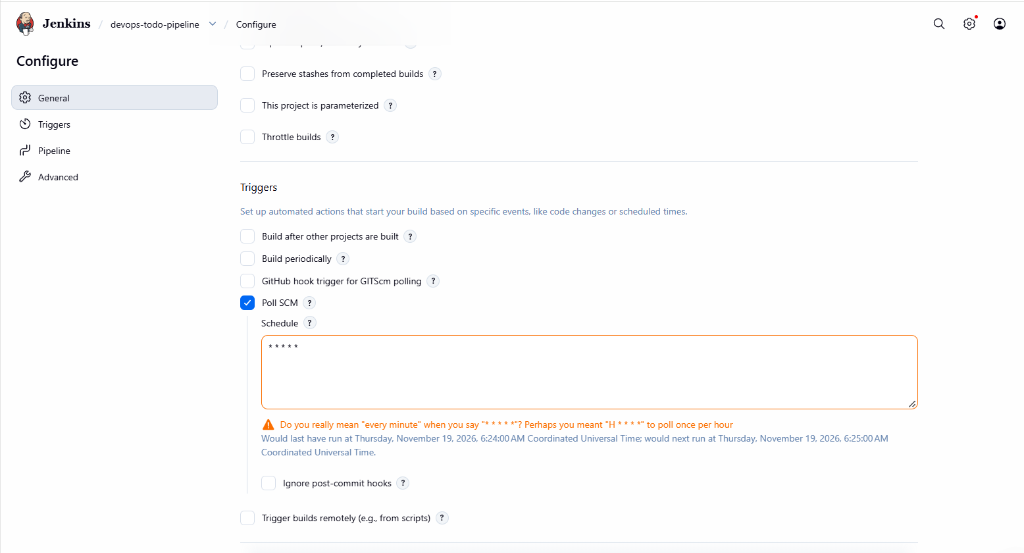 Jenkins / devops-todo-pipeline / Configure
Configure
General
Triggers
Pipeline
Advanced
Preserve stashes from completed builds ?
This project is parameterized ?
Throttle builds ?
Triggers
Set up automated actions that start your build based on specific events, like code changes or scheduled times.
Build after other projects are built ?
Build periodically ?
GitHub hook trigger for GITScm polling ?
Poll SCM ?
Schedule ?
* * * * *
Do you really mean "every minute" when you say "* * * * *"? Perhaps you meant "H * * * *" to poll once per hour
Would last have run at Thursday, November 19, 2026, 6:24:00 AM Coordinated Universal Time; would next run at Thursday, November 19, 2026, 6:25:00 AM
Coordinated Universal Time.
Ignore post-commit hooks ?
Trigger builds remotely (e.g., from scripts) ?